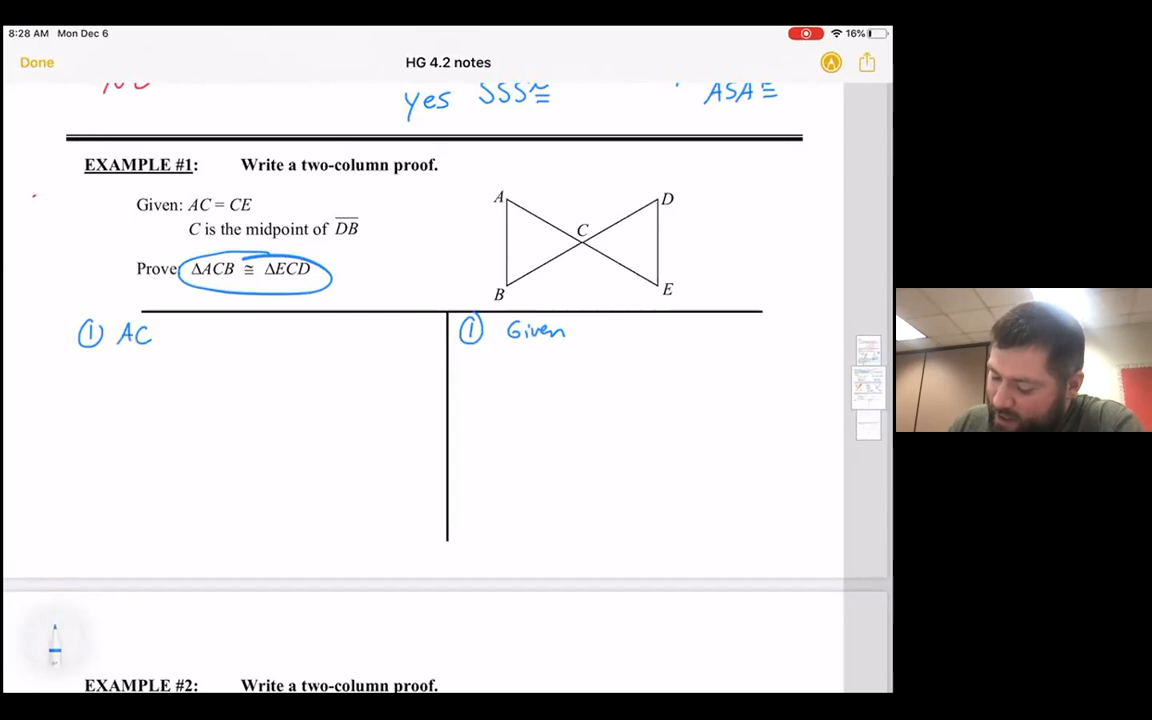 8:28 AM Mon Dec 6
16%
Done
HG 4.2 notes
yes SSS≅
ASA≅
EXAMPLE #1: Write a two-column proof.
Given: AC = CE
C is the midpoint of DB
Prove: ΔACB ≅ ΔECD
A
D
C
B
E
① AC
① Given
EXAMPLE #2: Write a two-column proof.